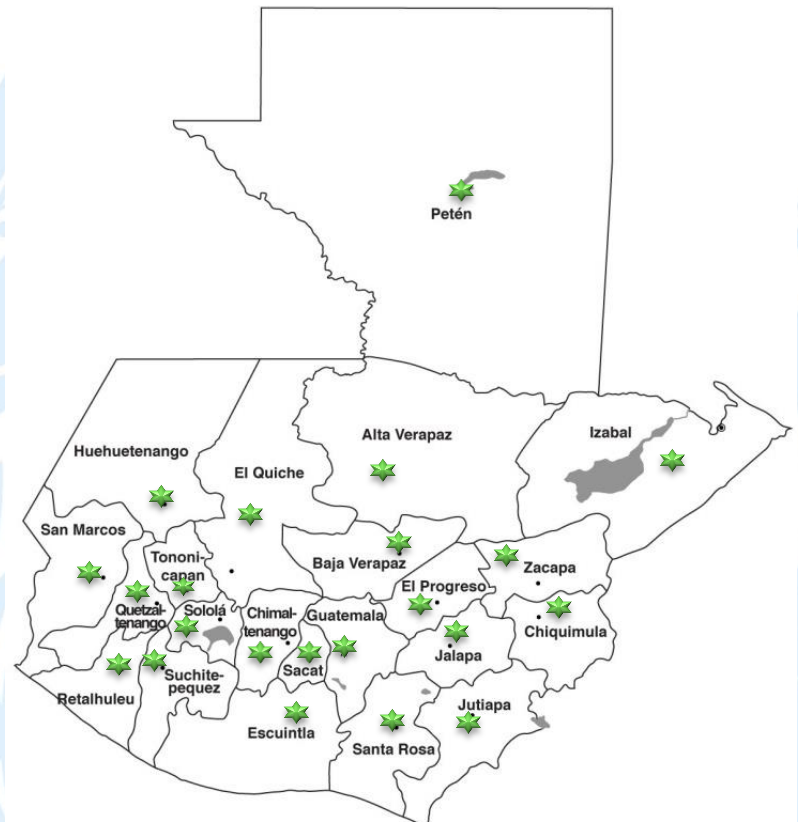 Petén
Alta Verapaz
Izabal
Huehuetenango
El Quiche
San Marcos
Tononi-
capan
Baja Verapaz
Zacapa
El Progreso
Quetzal-
tenango
Sololá
Chimal-
tenango
Guatemala
Chiquimula
Jalapa
Sacat
Suchite-
pequez
Retalhuleu
Jutiapa
Escuintla
Santa Rosa